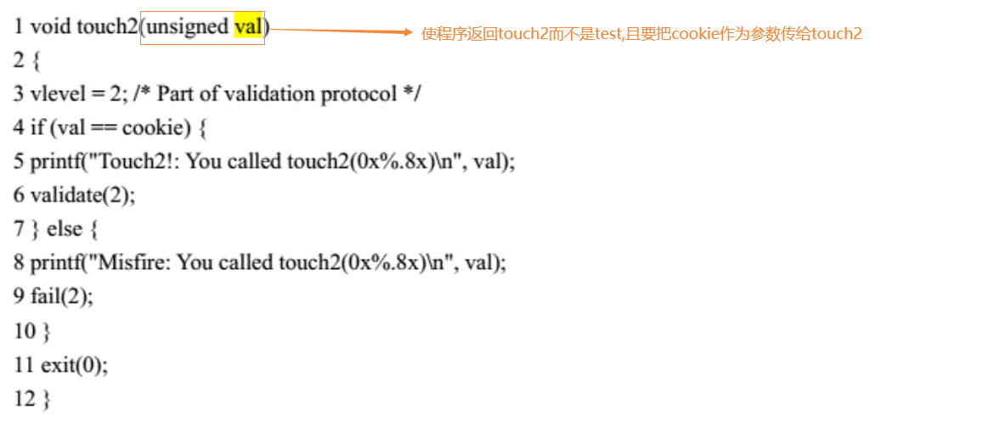 1 void touch2(unsigned val)
使程序返回touch2而不是test,且要把cookie作为参数传给touch2
2 {
3 vlevel = 2; /* Part of validation protocol */
4 if (val == cookie) {
5 printf("Touch2!: You called touch2(0x%.8x)\n", val);
6 validate(2);
7 } else {
8 printf("Misfire: You called touch2(0x%.8x)\n", val);
9 fail(2);
10 }
11 exit(0);
12 }